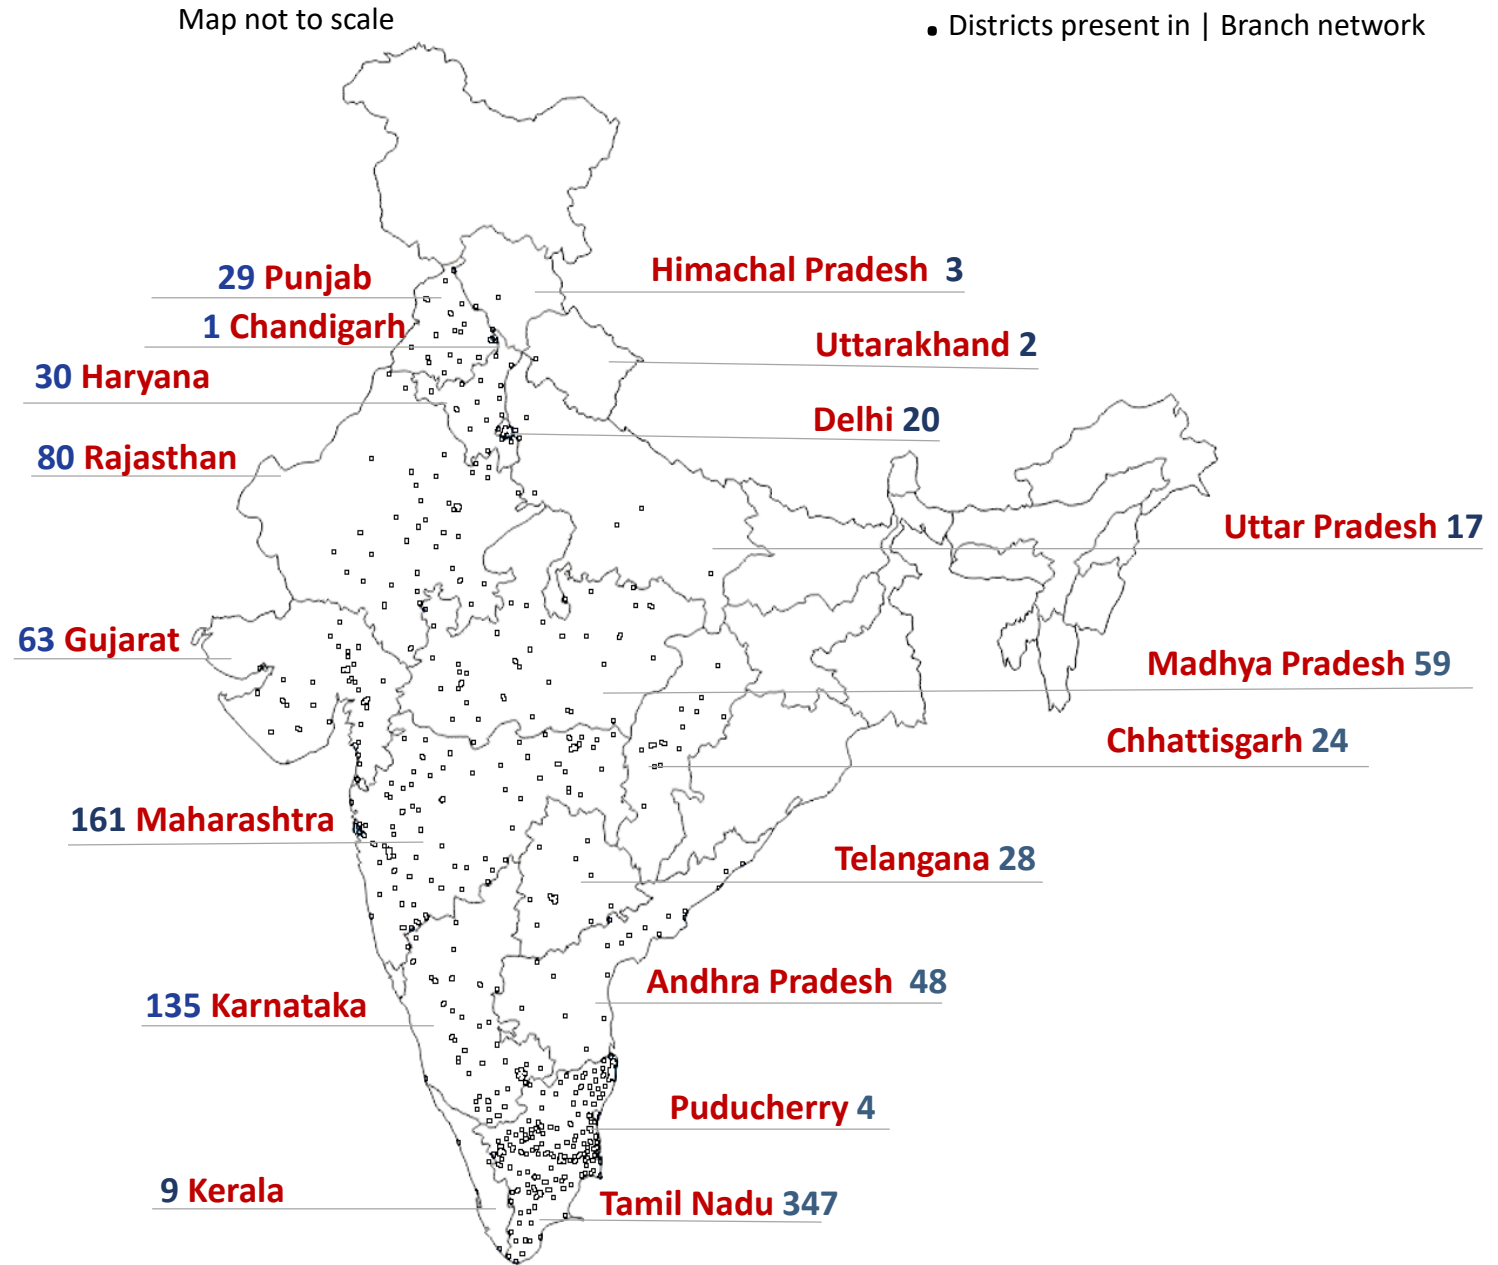 Map not to scale
. Districts present in | Branch network
29 Punjab
Himachal Pradesh 3
1 Chandigarh
Uttarakhand 2
30 Haryana
Delhi 20
80 Rajasthan
Uttar Pradesh 17
63 Gujarat
Madhya Pradesh 59
Chhattisgarh 24
161 Maharashtra
Telangana 28
Andhra Pradesh 48
135 Karnataka
Puducherry 4
9 Kerala
Tamil Nadu 347